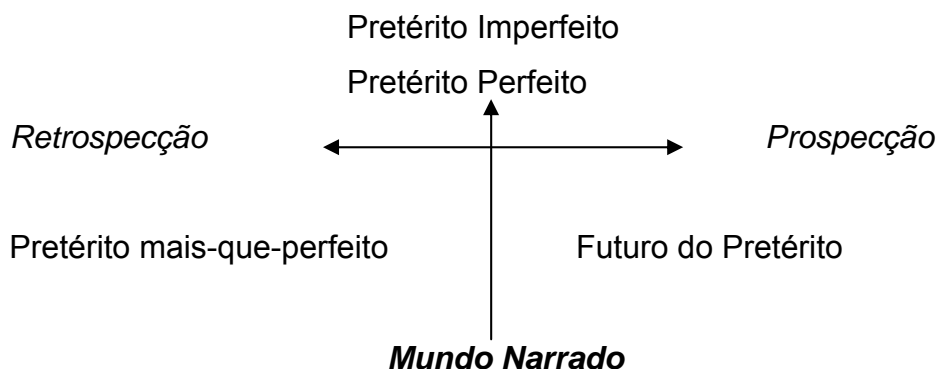 Pretérito Imperfeito
Pretérito Perfeito
Retrospecção Prospecção
Pretérito mais-que-perfeito Futuro do Pretérito
Mundo Narrado